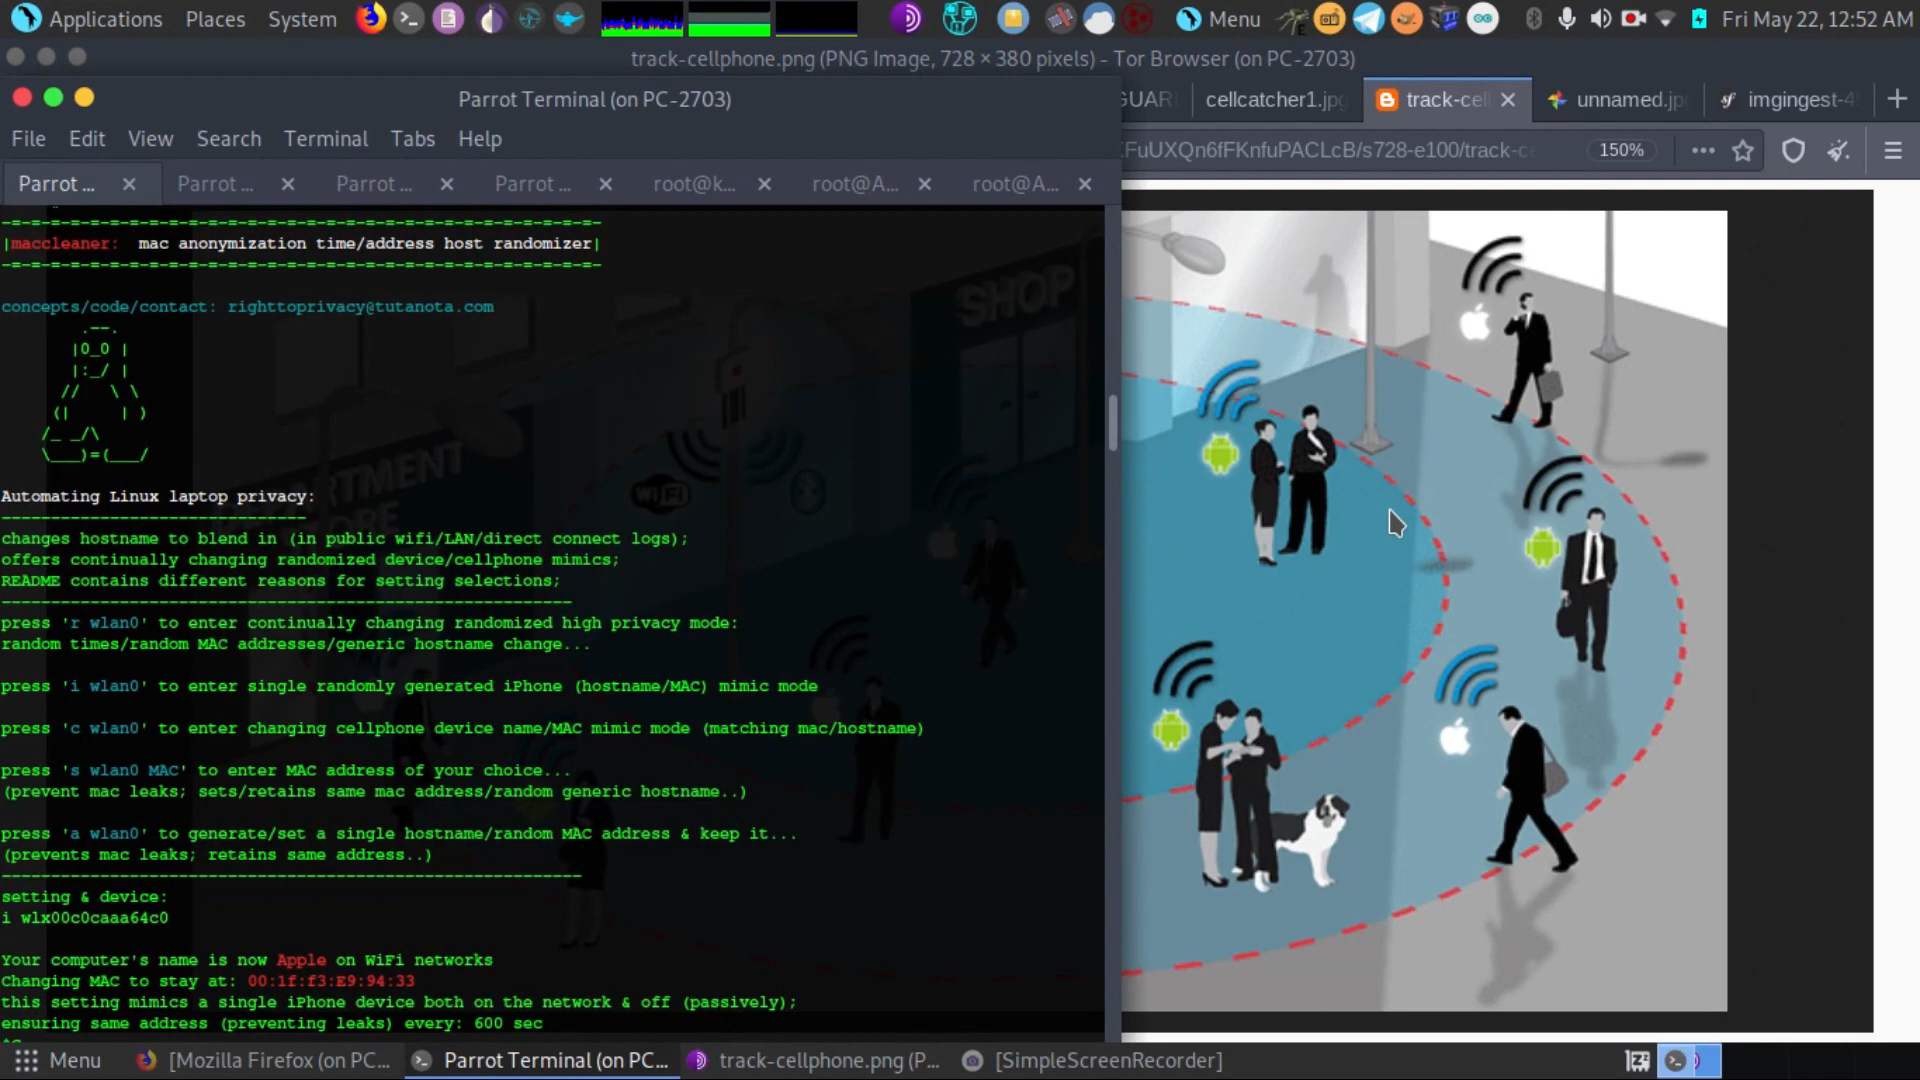 Applications Places System Menu Fri May 22, 12:52 AM
track-cellphone.png (PNG Image, 728 × 380 pixels) - Tor Browser (on PC-2703)
Parrot Terminal (on PC-2703)
cellcatcher1.jpg track-cel unnamed.jp imgingest-4
File Edit View Search Terminal Tabs Help
FuUXQn6fFKnfuPACLcB/s728-e100/track-c 150%
Parrot ... Parrot ... Parrot ... Parrot ... root@k... root@A... root@A...
-=-=-=-=-=-=-=-=-=-=-=-=-=-=-=-=-=-=-=-=-=-=-=-=-=-=-=-=-=-
|maccleaner: mac anonymization time/address host randomizer|
-=-=-=-=-=-=-=-=-=-=-=-=-=-=-=-=-=-=-=-=-=-=-=-=-=-=-=-=-=-
SHOP
concepts/code/contact: righttoprivacy@tutanota.com
.--.
|0_0 |
|:_/ |
// \ \
(| | )
/_ _/\
\___)=(___/
WiFi
Automating Linux laptop privacy:
-------------------------------
changes hostname to blend in (in public wifi/LAN/direct connect logs);
offers continually changing randomized device/cellphone mimics;
README contains different reasons for setting selections;
----------------------------------------------------------
press 'r wlan0' to enter continually changing randomized high privacy mode:
random times/random MAC addresses/generic hostname change...
press 'i wlan0' to enter single randomly generated iPhone (hostname/MAC) mimic mode
press 'c wlan0' to enter changing cellphone device name/MAC mimic mode (matching mac/hostname)
press 's wlan0 MAC' to enter MAC address of your choice...
(prevent mac leaks; sets/retains same mac address/random generic hostname..)
press 'a wlan0' to generate/set a single hostname/random MAC address & keep it...
(prevents mac leaks; retains same address..)
-----------------------------------------------------------
setting & device:
i wlx00c0caaa64c0
Your computer's name is now Apple on WiFi networks
Changing MAC to stay at: 00:1f:f3:E9:94:33
this setting mimics a single iPhone device both on the network & off (passively);
ensuring same address (preventing leaks) every: 600 sec
Menu [Mozilla Firefox (on PC... Parrot Terminal (on PC... track-cellphone.png (P... [SimpleScreenRecorder]